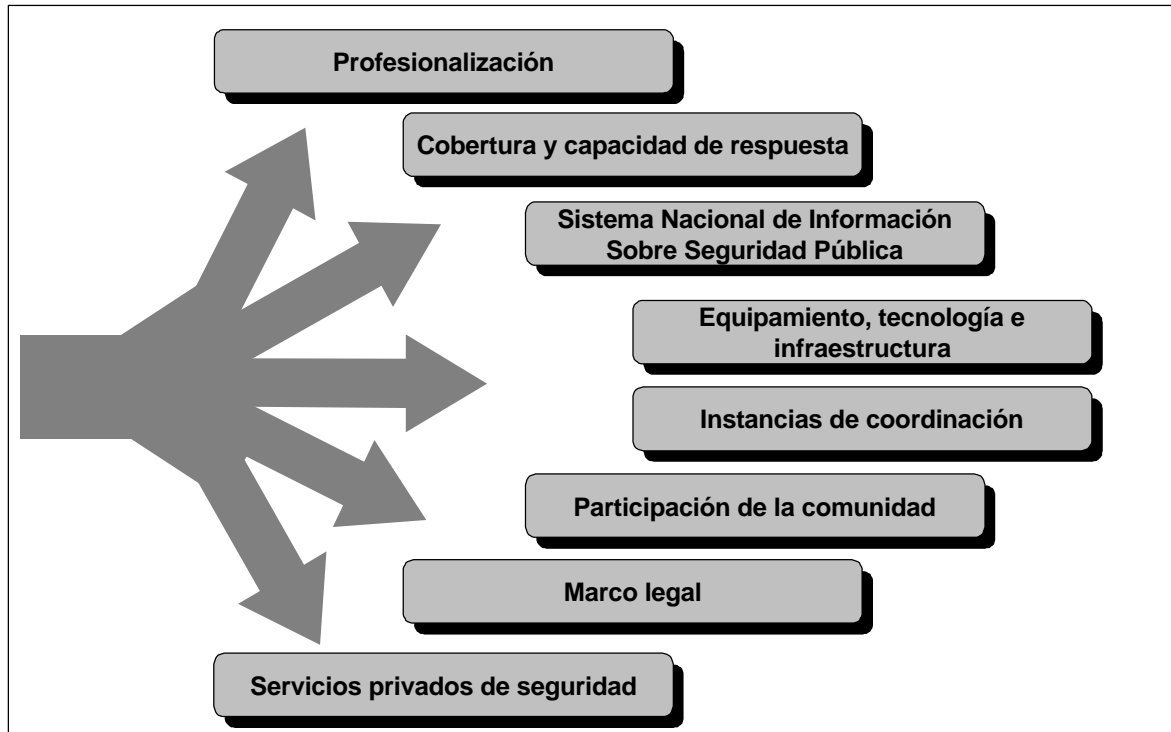 Profesionalización
Cobertura y capacidad de respuesta
Sistema Nacional de Información
Sobre Seguridad Pública
Equipamiento, tecnología e
infraestructura
Instancias de coordinación
Participación de la comunidad
Marco legal
Servicios privados de seguridad